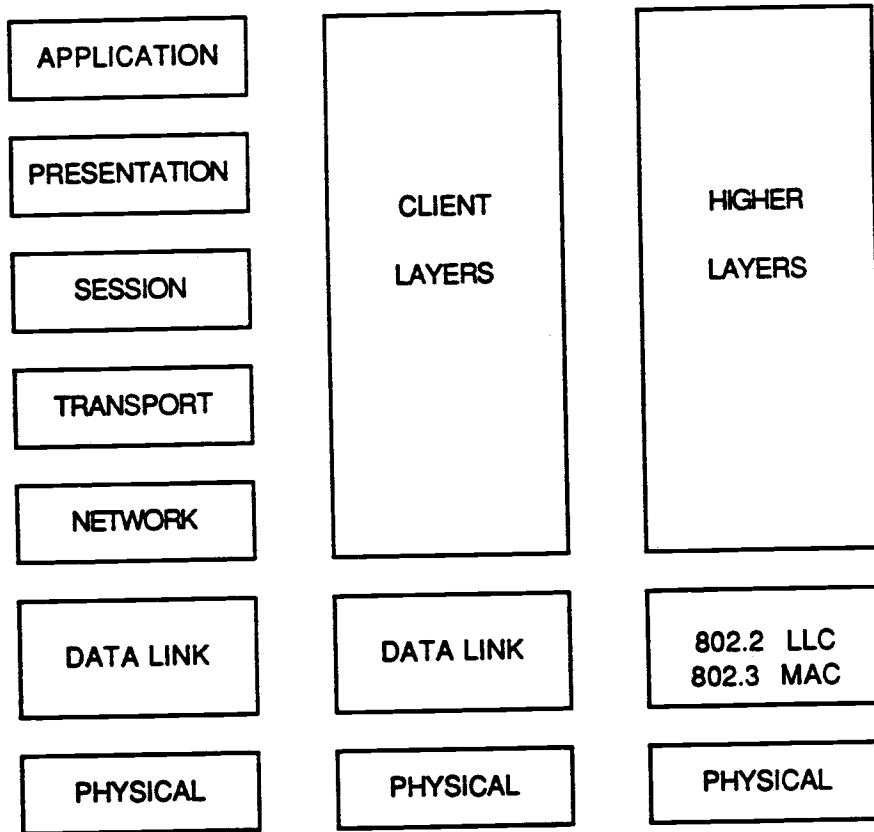 APPLICATION
PRESENTATION
SESSION
TRANSPORT
NETWORK
DATA LINK
PHYSICAL
CLIENT
LAYERS
DATA LINK
PHYSICAL
HIGHER
LAYERS
802.2 LLC
802.3 MAC
PHYSICAL